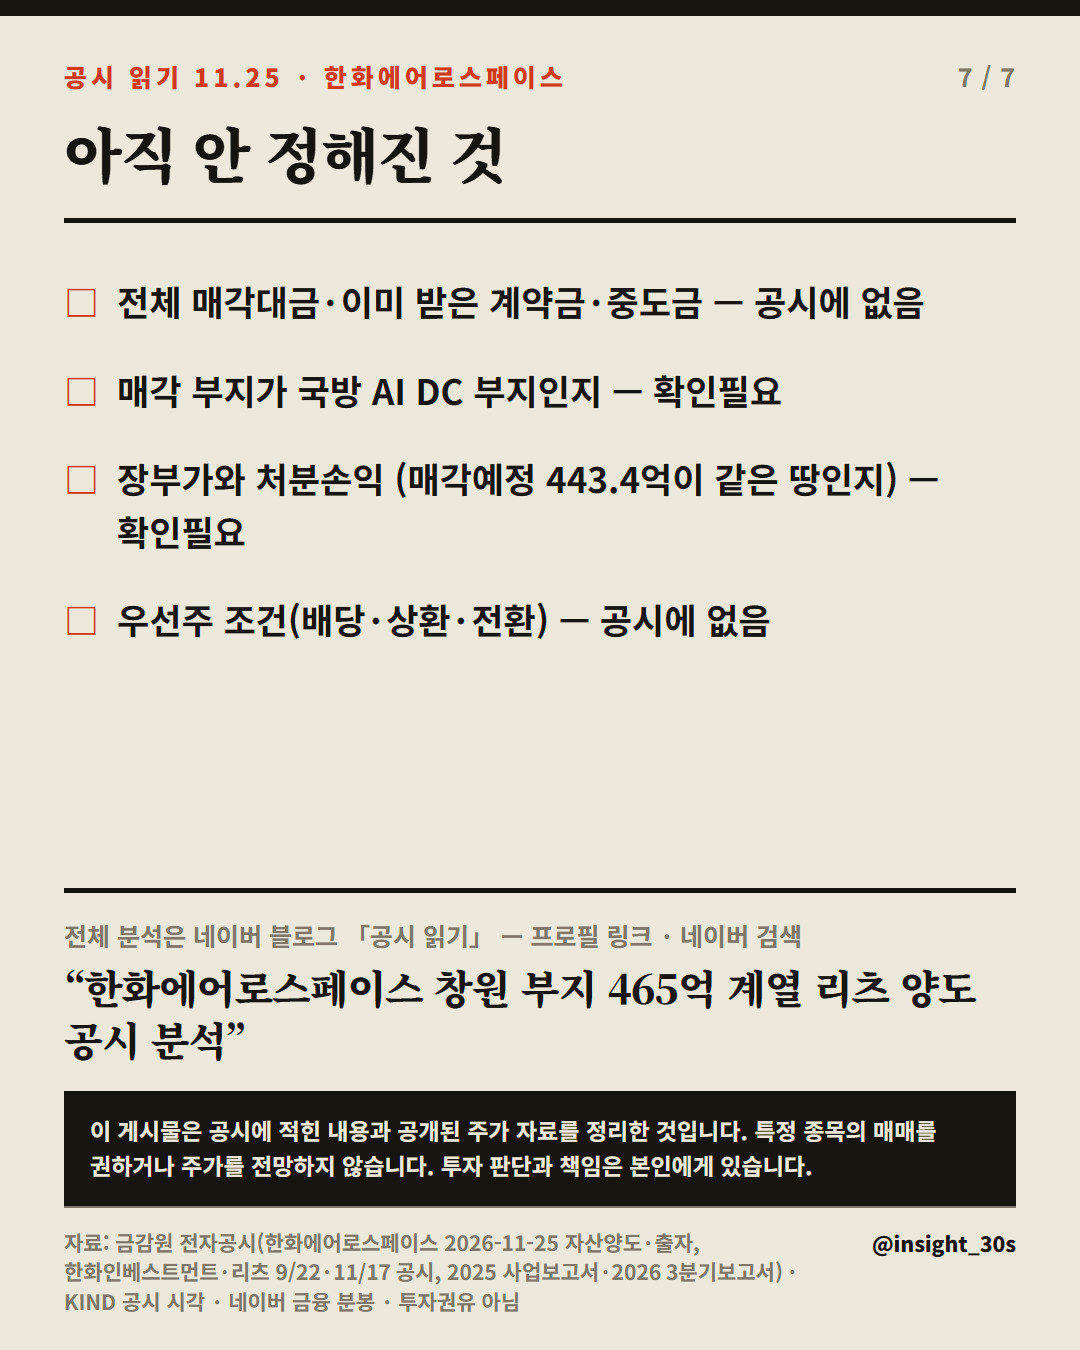 공시 읽기 11.25 · 한화에어로스페이스
7 / 7
아직 안 정해진 것
□ 전체 매각대금·이미 받은 계약금·중도금 — 공시에 없음
□ 매각 부지가 국방 AI DC 부지인지 — 확인필요
□ 장부가와 처분손익 (매각예정 443.4억이 같은 땅인지) —
확인필요
□ 우선주 조건(배당·상환·전환) — 공시에 없음
전체 분석은 네이버 블로그 「공시 읽기」 — 프로필 링크 · 네이버 검색
“한화에어로스페이스 창원 부지 465억 계열 리츠 양도
공시 분석”
이 게시물은 공시에 적힌 내용과 공개된 주가 자료를 정리한 것입니다. 특정 종목의 매매를
권하거나 주가를 전망하지 않습니다. 투자 판단과 책임은 본인에게 있습니다.
자료: 금감원 전자공시(한화에어로스페이스 2026-11-25 자산양도·출자,
한화인베스트먼트·리츠 9/22·11/17 공시, 2025 사업보고서·2026 3분기보고서) ·
KIND 공시 시각 · 네이버 금융 분봉 · 투자권유 아님
@insight_30s